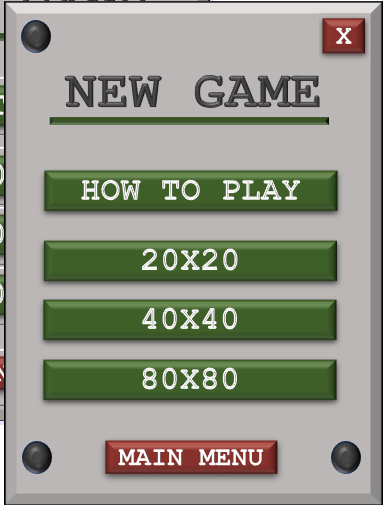 X
NEW GAME
HOW TO PLAY
20X20
40X40
80X80
MAIN MENU